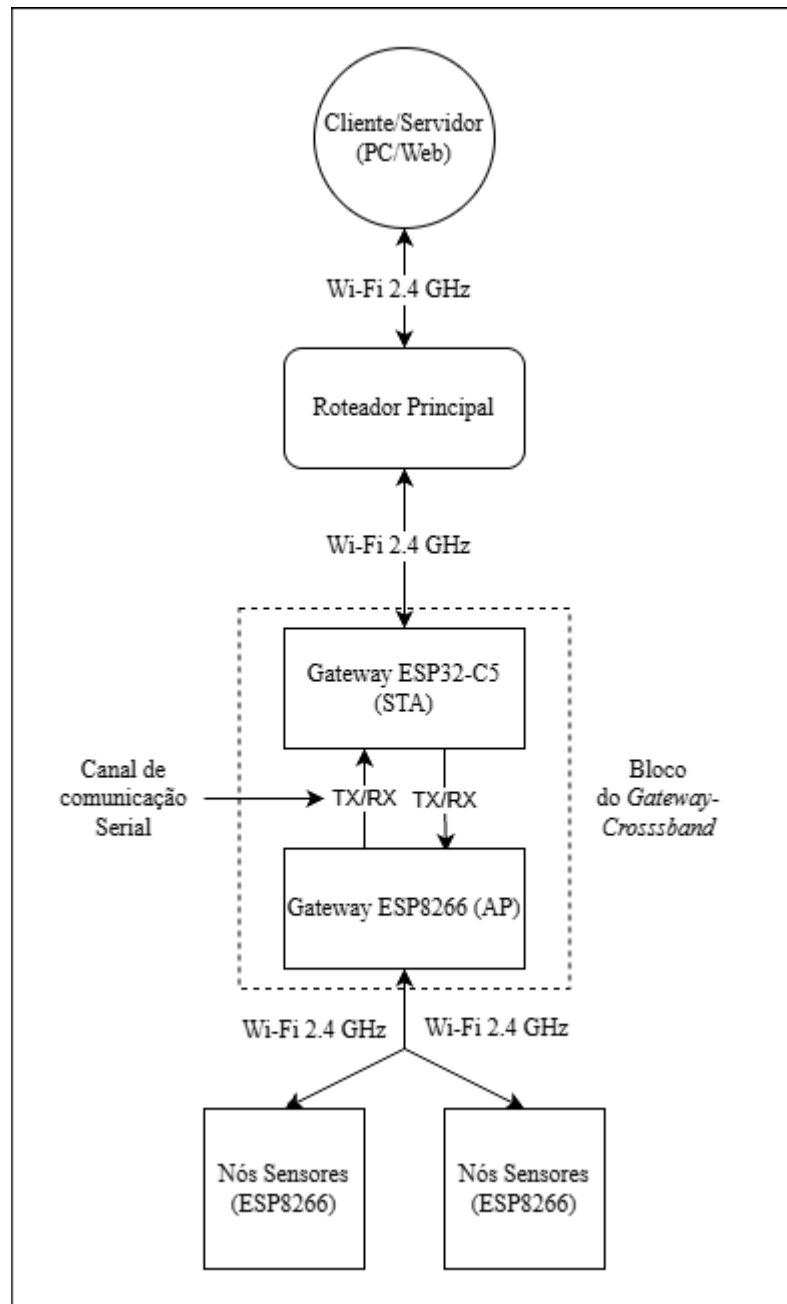 Cliente/Servidor
(PC/Web)
Wi-Fi 2.4 GHz
Roteador Principal
Wi-Fi 2.4 GHz
Gateway ESP32-C5
(STA)
Canal de
comunicação
Serial
TX/RX
TX/RX
Bloco
do Gateway-
Crosssband
Gateway ESP8266 (AP)
Wi-Fi 2.4 GHz
Wi-Fi 2.4 GHz
Nós Sensores
(ESP8266)
Nós Sensores
(ESP8266)